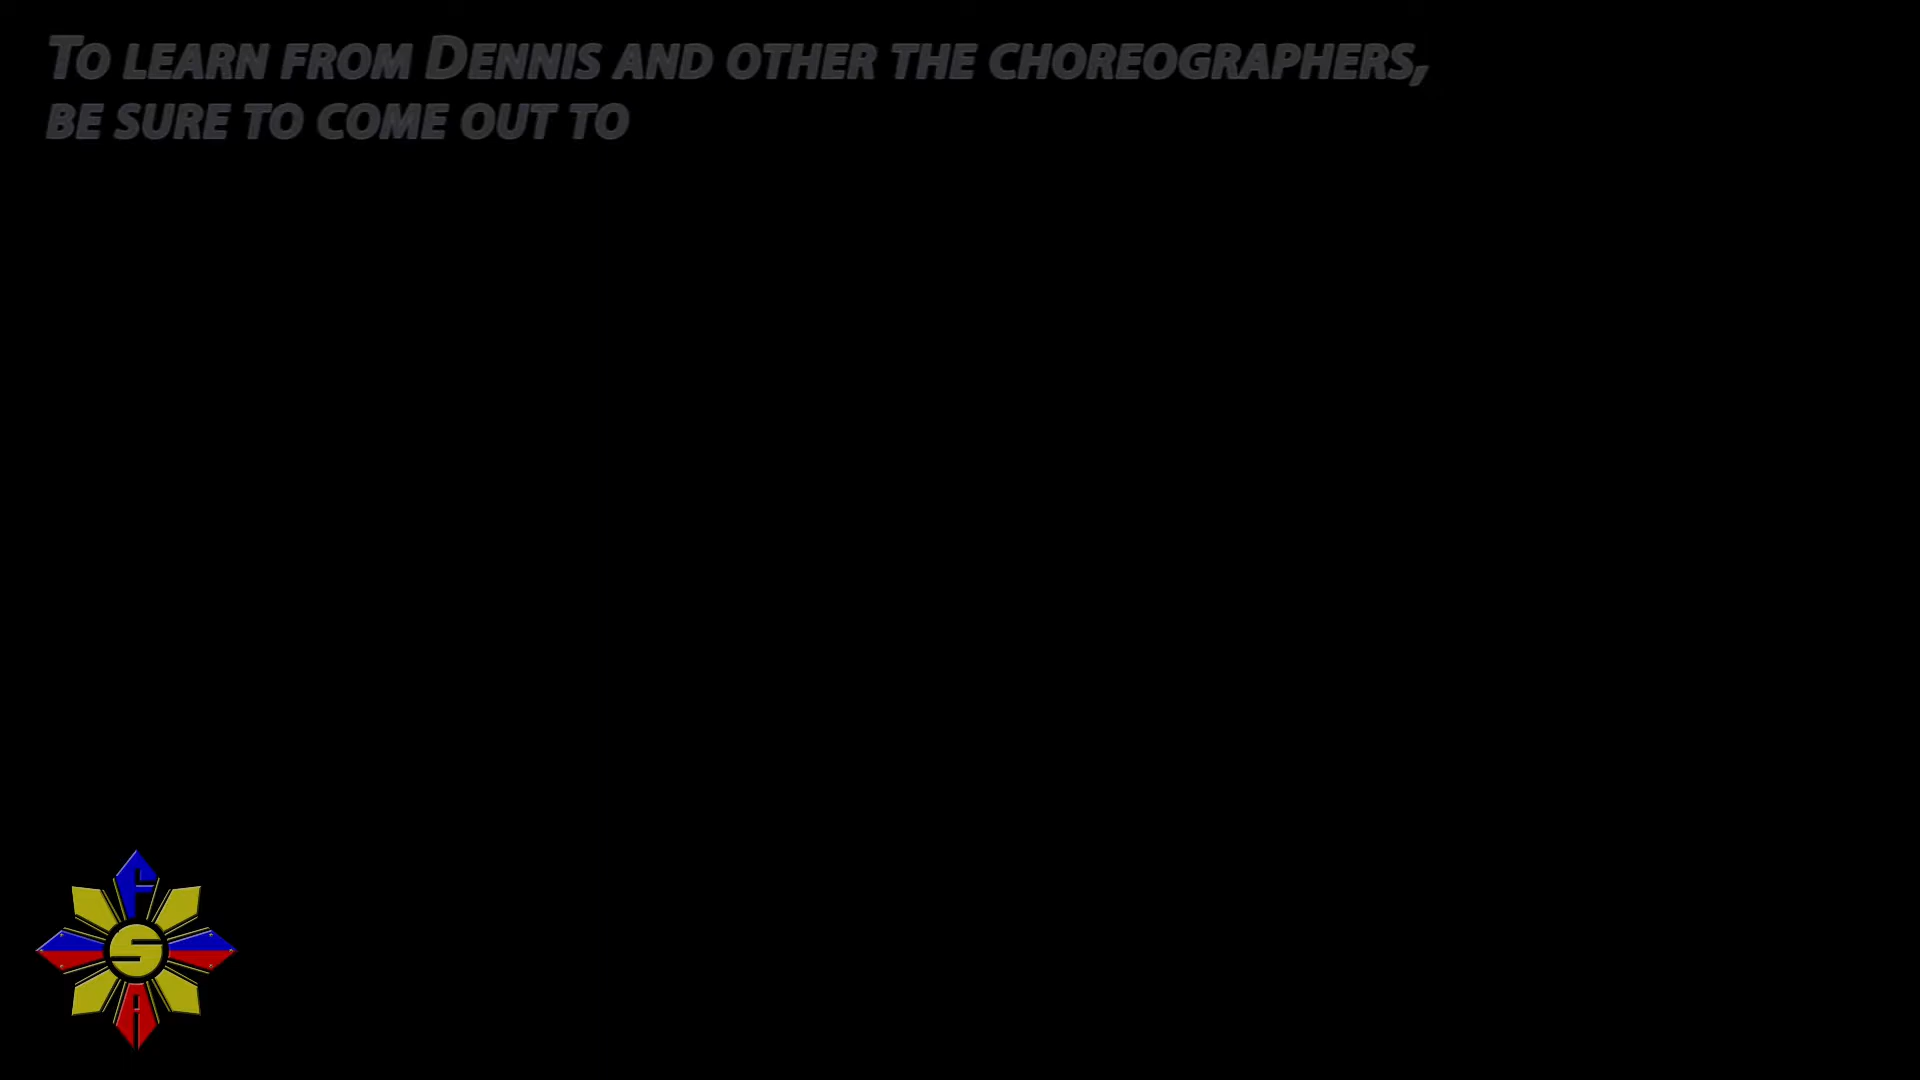 To learn from Dennis and other the choreographers,
be sure to come out to
F
S
A